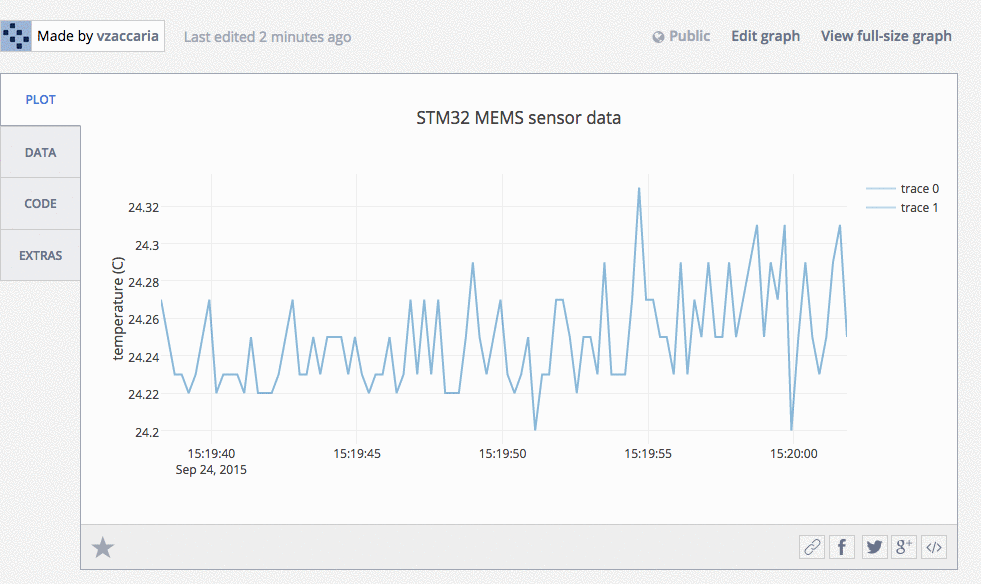 Made by vzaccaria
Last edited 2 minutes ago
Public
Edit graph
View full-size graph
PLOT
DATA
CODE
EXTRAS
STM32 MEMS sensor data
trace 0
trace 1
temperature (C)
24.32
24.3
24.28
24.26
24.24
24.22
24.2
15:19:40
15:19:45
15:19:50
15:19:55
15:20:00
Sep 24, 2015
f
g+
</>